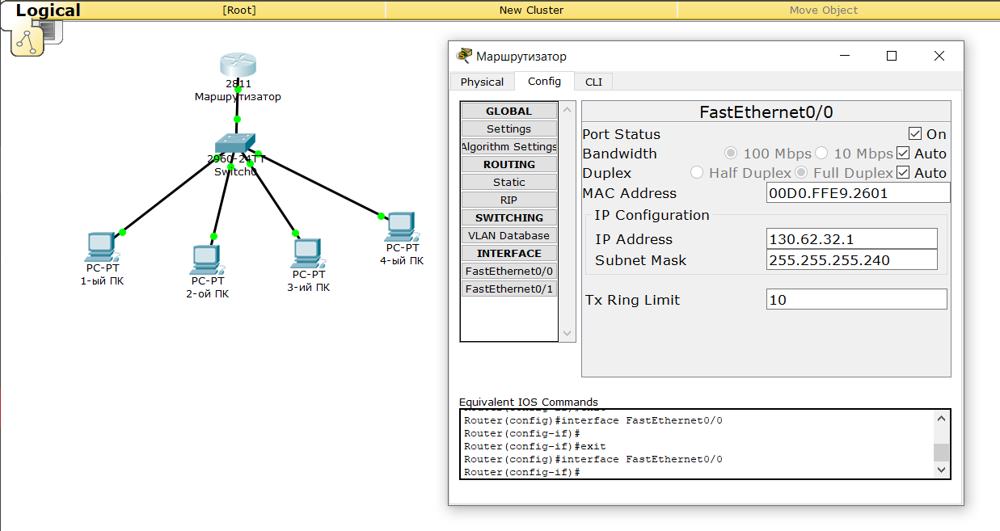 Logical
[Root]
New Cluster
Move Object
2811
Маршрутизатор
2960-24TT
Switch0
PC-PT
1-ый ПК
PC-PT
2-ой ПК
PC-PT
3-ий ПК
PC-PT
4-ый ПК
Маршрутизатор
Physical
Config
CLI
GLOBAL
Settings
Algorithm Settings
ROUTING
Static
RIP
SWITCHING
VLAN Database
INTERFACE
FastEthernet0/0
FastEthernet0/1
FastEthernet0/0
Port Status On
Bandwidth 100 Mbps 10 Mbps Auto
Duplex Half Duplex Full Duplex Auto
MAC Address 00D0.FFE9.2601
IP Configuration
IP Address 130.62.32.1
Subnet Mask 255.255.255.240
Tx Ring Limit 10
Equivalent IOS Commands
Router(config-if)#exit
Router(config)#interface FastEthernet0/0
Router(config-if)#
Router(config-if)#exit
Router(config)#interface FastEthernet0/0
Router(config-if)#